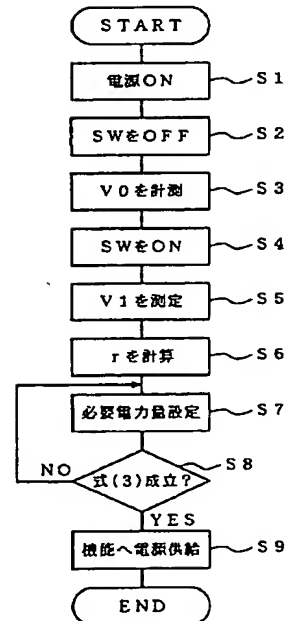 START
電源ON
S1
SWをOFF
S2
V0を計測
S3
SWをON
S4
V1を測定
S5
rを計算
S6
必要電力量設定
S7
式(3)成立?
S8
NO
YES
機能へ電源供給
S9
END